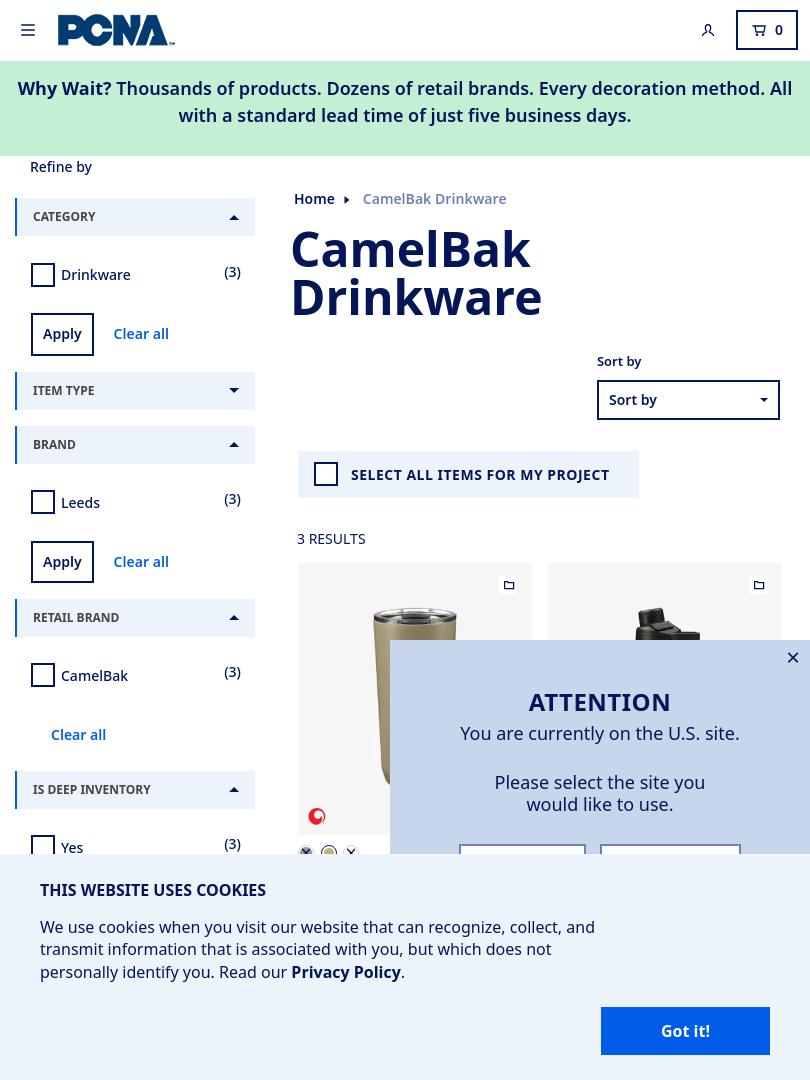 PCNA™
0
Why Wait? Thousands of products. Dozens of retail brands. Every decoration method. All
with a standard lead time of just five business days.
Refine by
CATEGORY
Drinkware (3)
Apply Clear all
ITEM TYPE
BRAND
Leeds (3)
Apply Clear all
RETAIL BRAND
CamelBak (3)
Clear all
IS DEEP INVENTORY
Yes (3)
Home CamelBak Drinkware
CamelBak
Drinkware
Sort by
Sort by
SELECT ALL ITEMS FOR MY PROJECT
3 RESULTS
ATTENTION
You are currently on the U.S. site.
Please select the site you
would like to use.
THIS WEBSITE USES COOKIES
We use cookies when you visit our website that can recognize, collect, and
transmit information that is associated with you, but which does not
personally identify you. Read our Privacy Policy.
Got it!